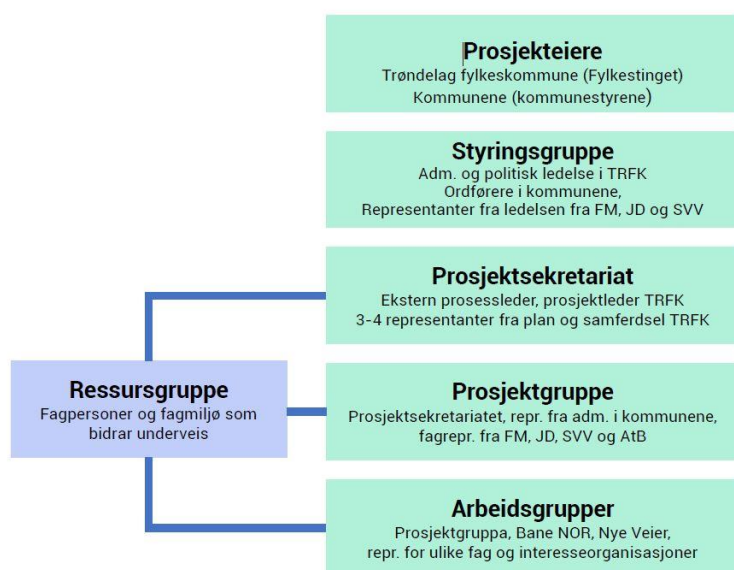 Prosjekteiere
Trøndelag fylkeskommune (Fylkestinget)
Kommunene (kommunestyrene)
Styringsgruppe
Adm. og politisk ledelse i TRFK
Ordførere i kommunene,
Representanter fra ledelsen fra FM, JD og SVV
Prosjektsekretariat
Ekstern prosessleder, prosjektleder TRFK
3-4 representanter fra plan og samferdsel TRFK
Ressursgruppe
Fagpersoner og fagmiljø som
bidrar underveis
Prosjektgruppe
Prosjektsekretariatet, repr. fra adm. i kommunene,
fagrepr. fra FM, JD, SVV og AtB
Arbeidsgrupper
Prosjektgruppa, Bane NOR, Nye Veier,
repr. for ulike fag og interesseorganisasjoner